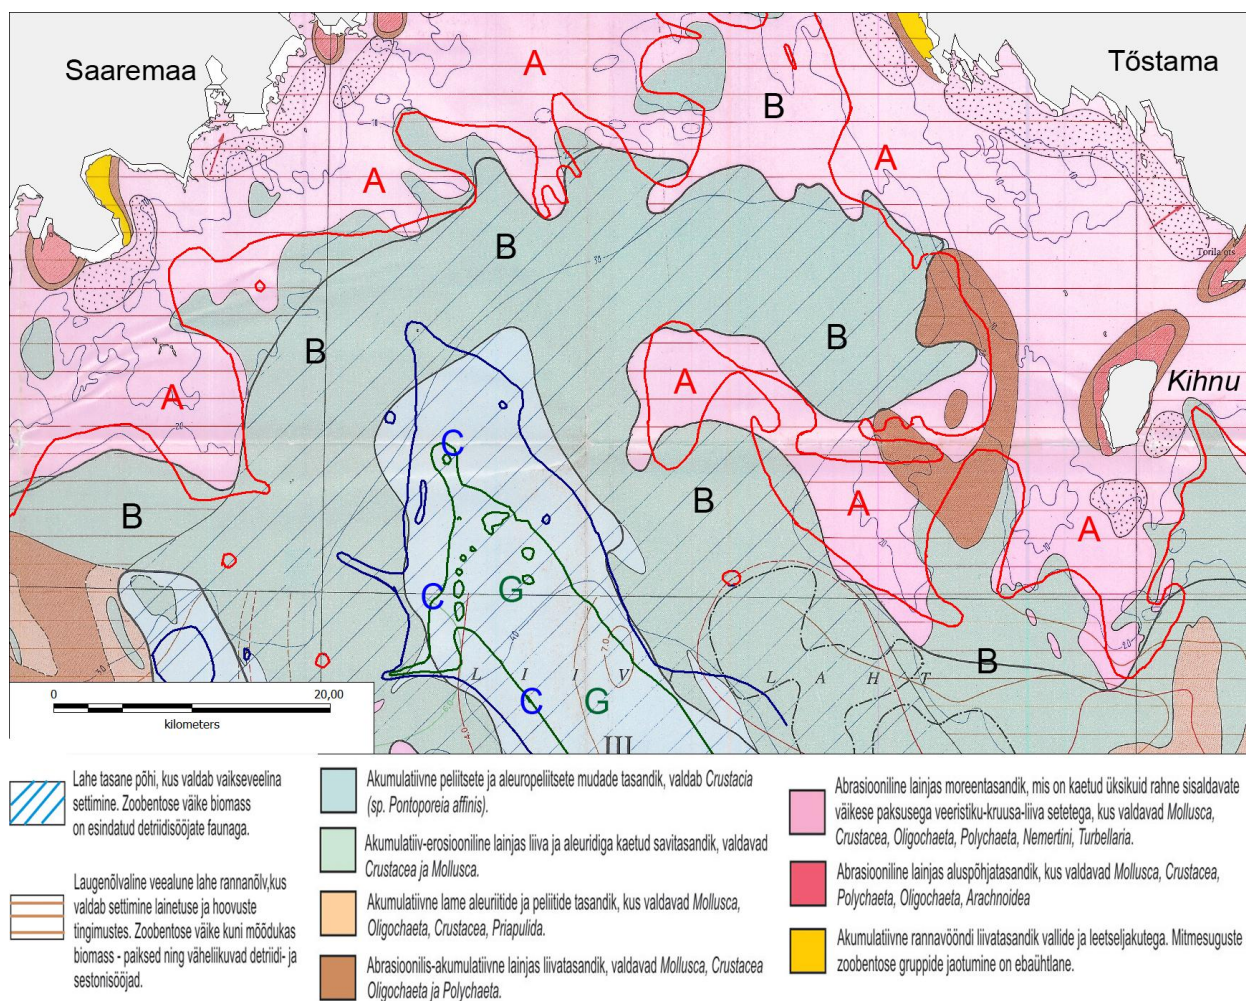 Saaremaa
Tõstama
A
B
A
A
B
B
B
A
A
Kihnu
C
B
B
A
A
C
G
B
L I I V I L A H T
C
G
III
Torila ots
0 20,00
kilometers
Lahe tasane põhi, kus valdab vaikseveelina
settimine. Zoobentose väike biomass
on esindatud detriidisööjate faunaga.
Laugenõlvaline veealune lahe rannanõlv,kus
valdab settimine lainetuse ja hoovuste
tingimustes. Zoobentose väike kuni mõõdukas
biomass - paiksed ning väheliikuvad detriidi- ja
sestonisööjad.
Akumulatiivne peliitsete ja aleuropeliitsete mudade tasandik, valdab Crustacia
(sp. Pontoporeia affinis).
Akumulatiiv-erosiooniline lainjas liiva ja aleuridiga kaetud savitasandik, valdavad
Crustacea ja Mollusca.
Akumulatiivne lame aleuriitide ja peliitide tasandik, kus valdavad Mollusca,
Oligochaeta, Crustacea, Priapulida.
Abrasioonilis-akumulatiivne lainjas liivatasandik, valdavad Mollusca, Crustacea
Oligochaeta ja Polychaeta.
Abrasiooniline lainjas moreentasandik, mis on kaetud üksikuid rahne sisaldavate
väikese paksusega veeristiku-kruusa-liiva setetega, kus valdavad Mollusca,
Crustacea, Oligochaeta, Polychaeta, Nemertini, Turbellaria.
Abrasiooniline lainjas aluspõhjatasandik, kus valdavad Mollusca, Crustacea,
Polychaeta, Oligochaeta, Arachnoidea
Akumulatiivne rannavööndi liivatasandik vallide ja leetseljakutega. Mitmesuguste
zoobentose gruppide jaotumine on ebaühtlane.